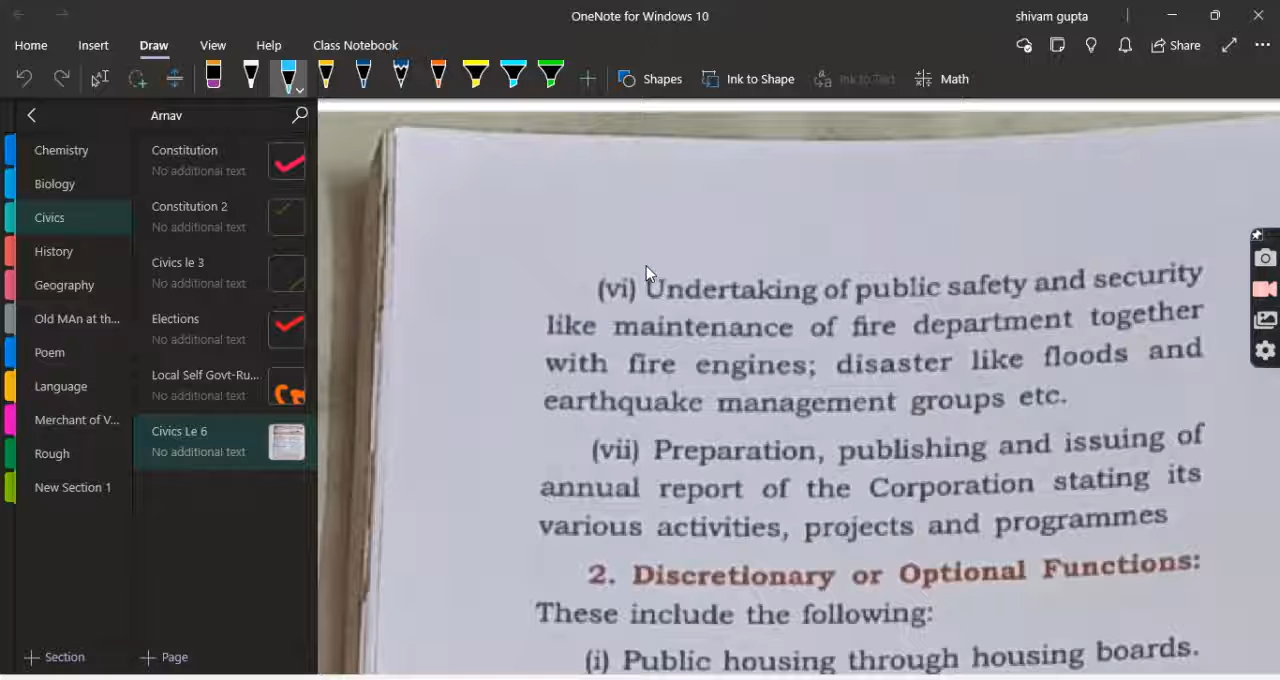 OneNote for Windows 10
shivam gupta
Home Insert Draw View Help Class Notebook
Share
Shapes Ink to Shape Ink to Text Math
Arnav
Chemistry
Biology
Civics
History
Geography
Old MAn at th...
Poem
Language
Merchant of V...
Rough
New Section 1
Constitution
No additional text
Constitution 2
No additional text
Civics le 3
No additional text
Elections
No additional text
Local Self Govt-Ru...
No additional text
Civics Le 6
No additional text
Section
Page
(vi) Undertaking of public safety and security
like maintenance of fire department together
with fire engines; disaster like floods and
earthquake management groups etc.
(vii) Preparation, publishing and issuing of
annual report of the Corporation stating its
various activities, projects and programmes
2. Discretionary or Optional Functions:
These include the following:
(i) Public housing through housing boards.